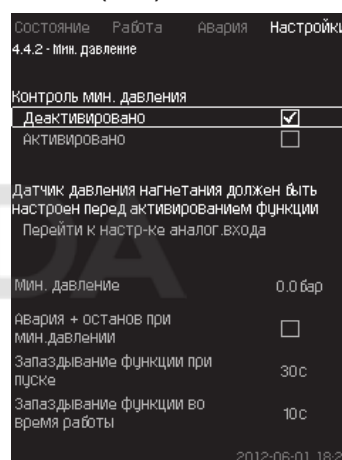 Состояние Работа Авария Настройки
4.4.2 - Мин. давление
Контроль мин. давления
Деактивировано
Активировано
Датчик давления нагнетания должен быть
настроен перед активированием функции
Перейти к настр-ке аналог.входа
Мин. давление 0.0 бар
Авария + останов при
мин.давлении
Запаздывание функции при
пуске 30с
Запаздывание функции во
время работы 10с
2012-06-01 18:2